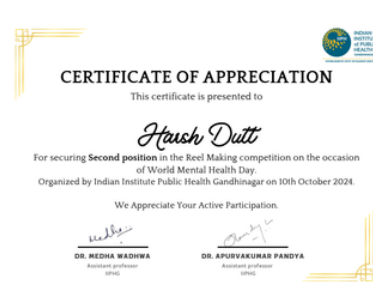 INDIAN
INSTITU
of PUBL
HEALTH
IIPHG
CERTIFICATE OF APPRECIATION
This certificate is presented to
Harsh Dutt
For securing Second position in the Reel Making competition on the occasion
of World Mental Health Day.
Organized by Indian Institute Public Health Gandhinagar on 10th October 2024.
We Appreciate Your Active Participation.
DR. MEDHA WADHWA
DR. APURVAKUMAR PANDYA
Assistant professor
Assistant professor
IIPHG
IIPHG